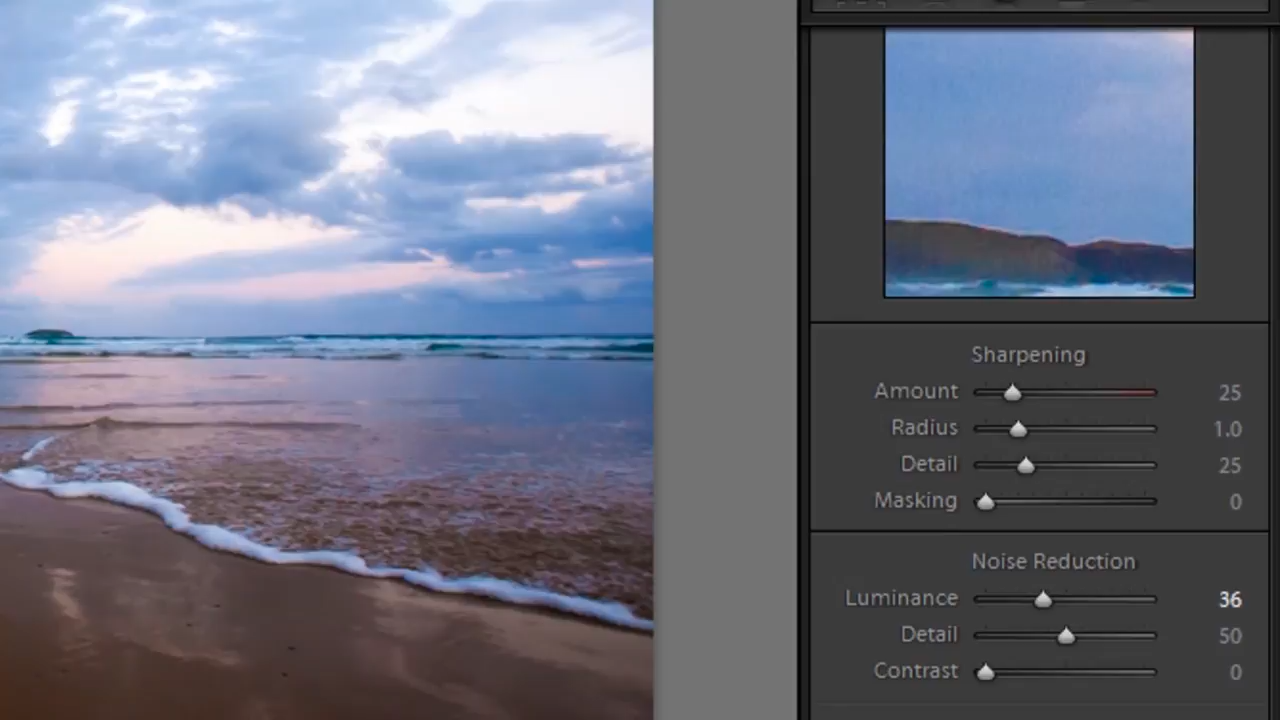 Sharpening
Amount 25
Radius 1.0
Detail 25
Masking 0
Noise Reduction
Luminance 36
Detail 50
Contrast 0